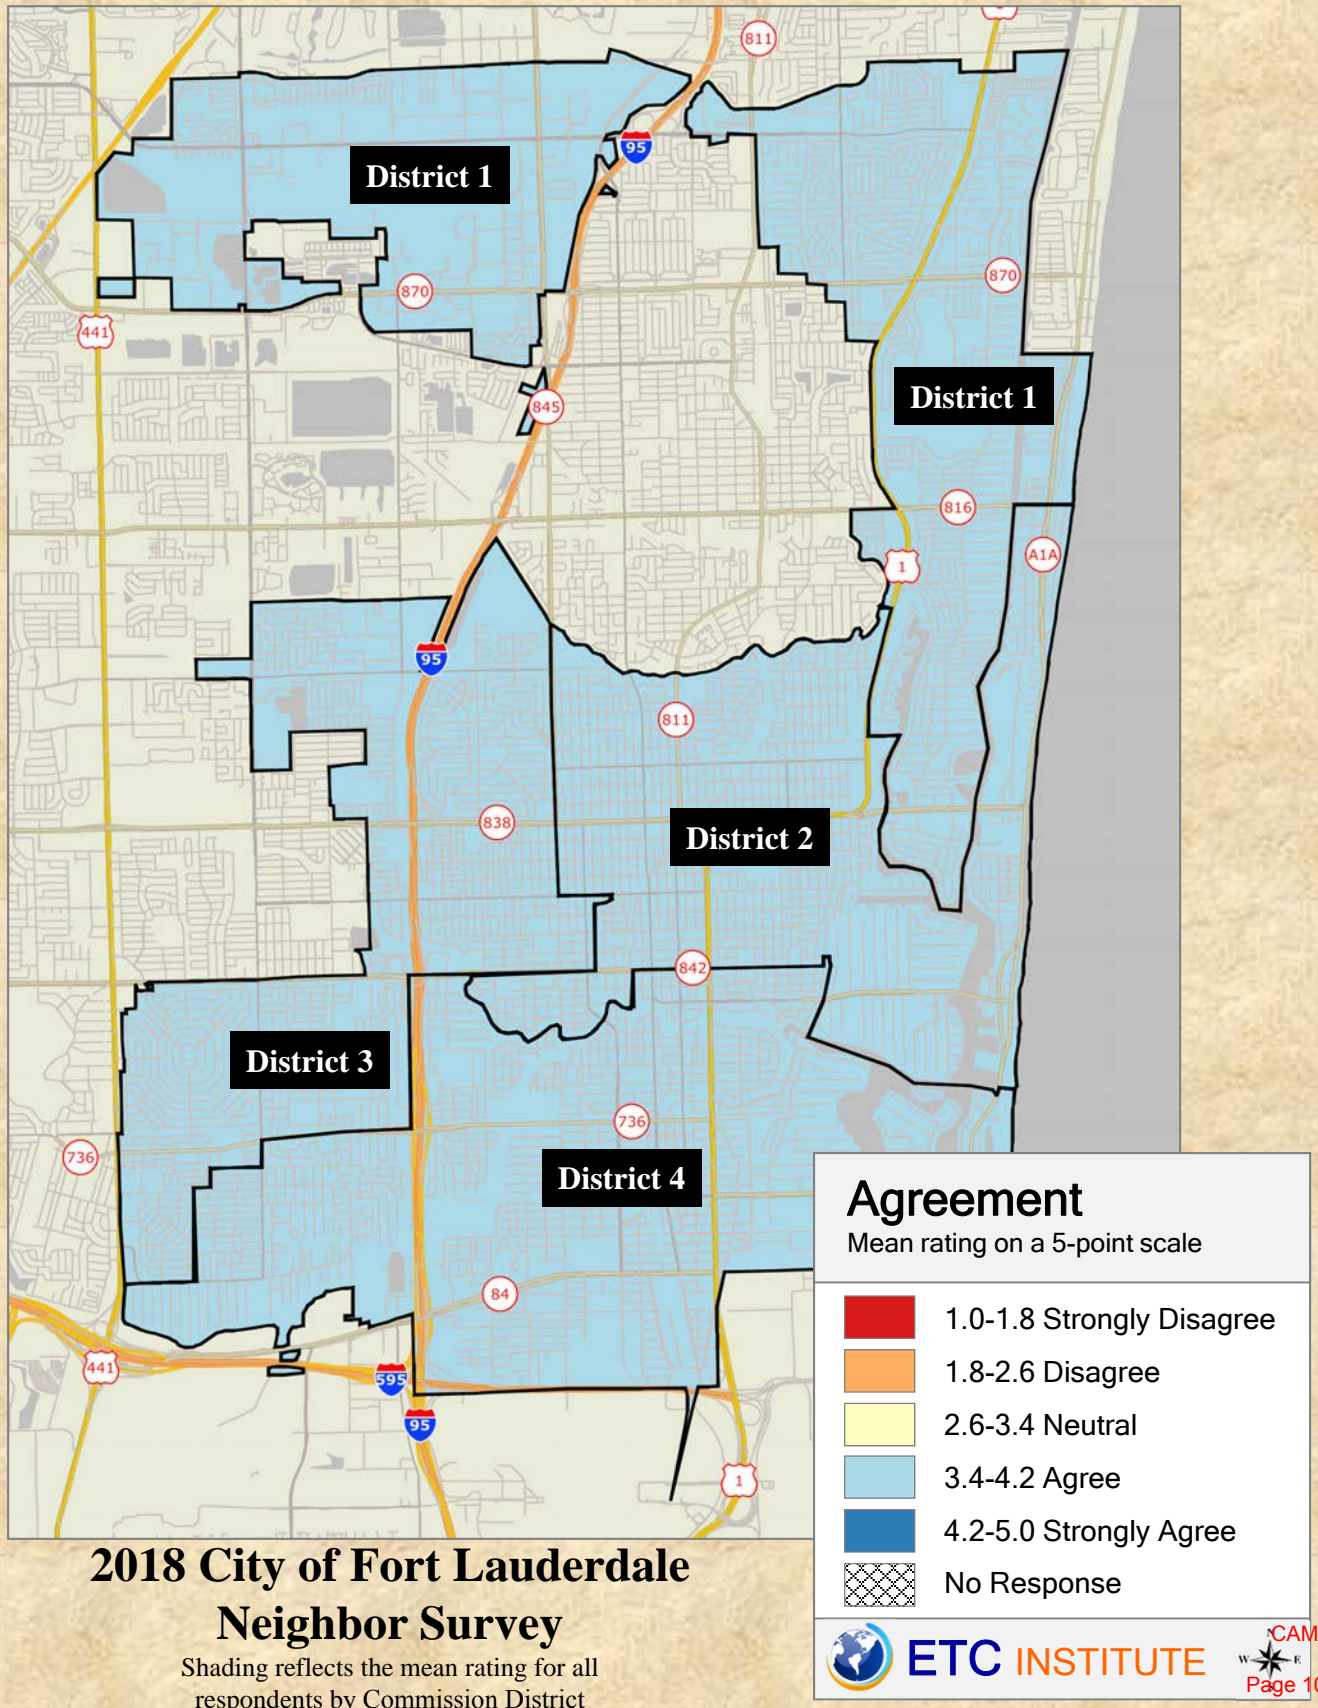 811
95
District 1
870
870
441
District 1
845
816
A1A
1
95
811
838
District 2
842
District 3
736
736
District 4
84
441
595
95
1
Agreement
Mean rating on a 5-point scale
1.0-1.8 Strongly Disagree
1.8-2.6 Disagree
2.6-3.4 Neutral
3.4-4.2 Agree
4.2-5.0 Strongly Agree
No Response
2018 City of Fort Lauderdale
Neighbor Survey
Shading reflects the mean rating for all
respondents by Commission District
ETC INSTITUTE
N
W E
CAM
Page 10